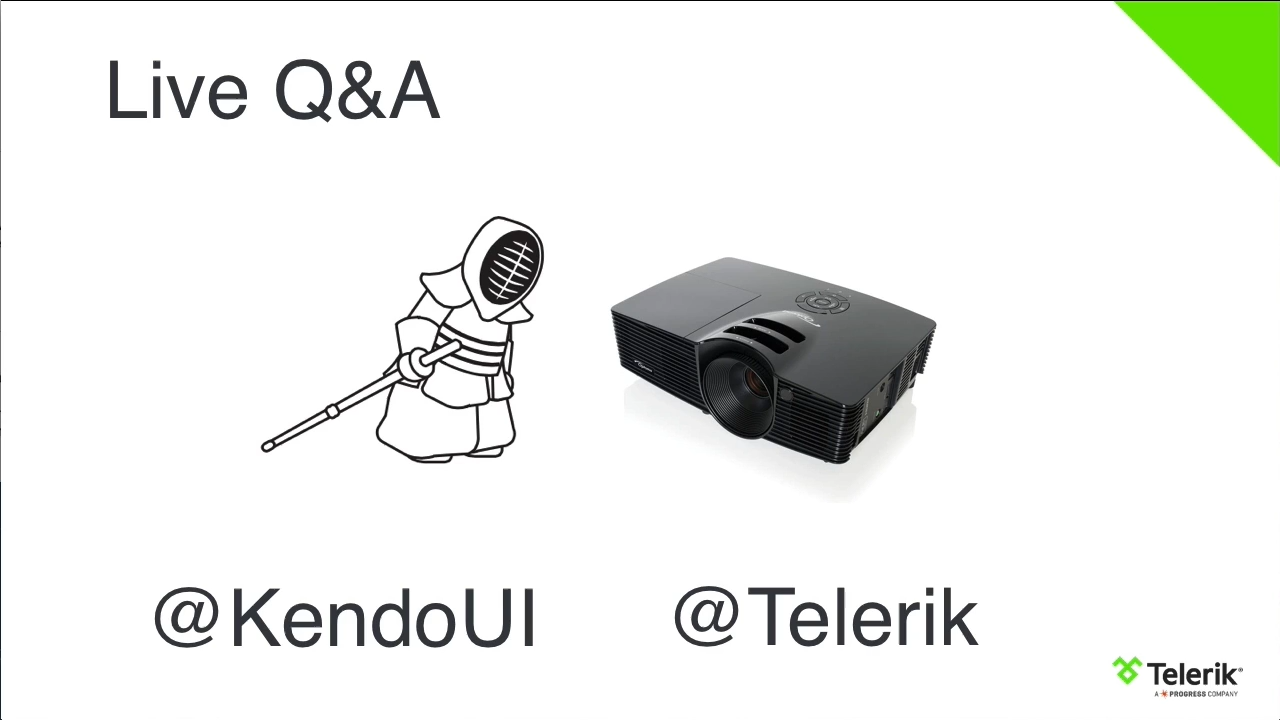 Live Q&A
@KendoUI
@Telerik
Telerik®
A PROGRESS COMPANY